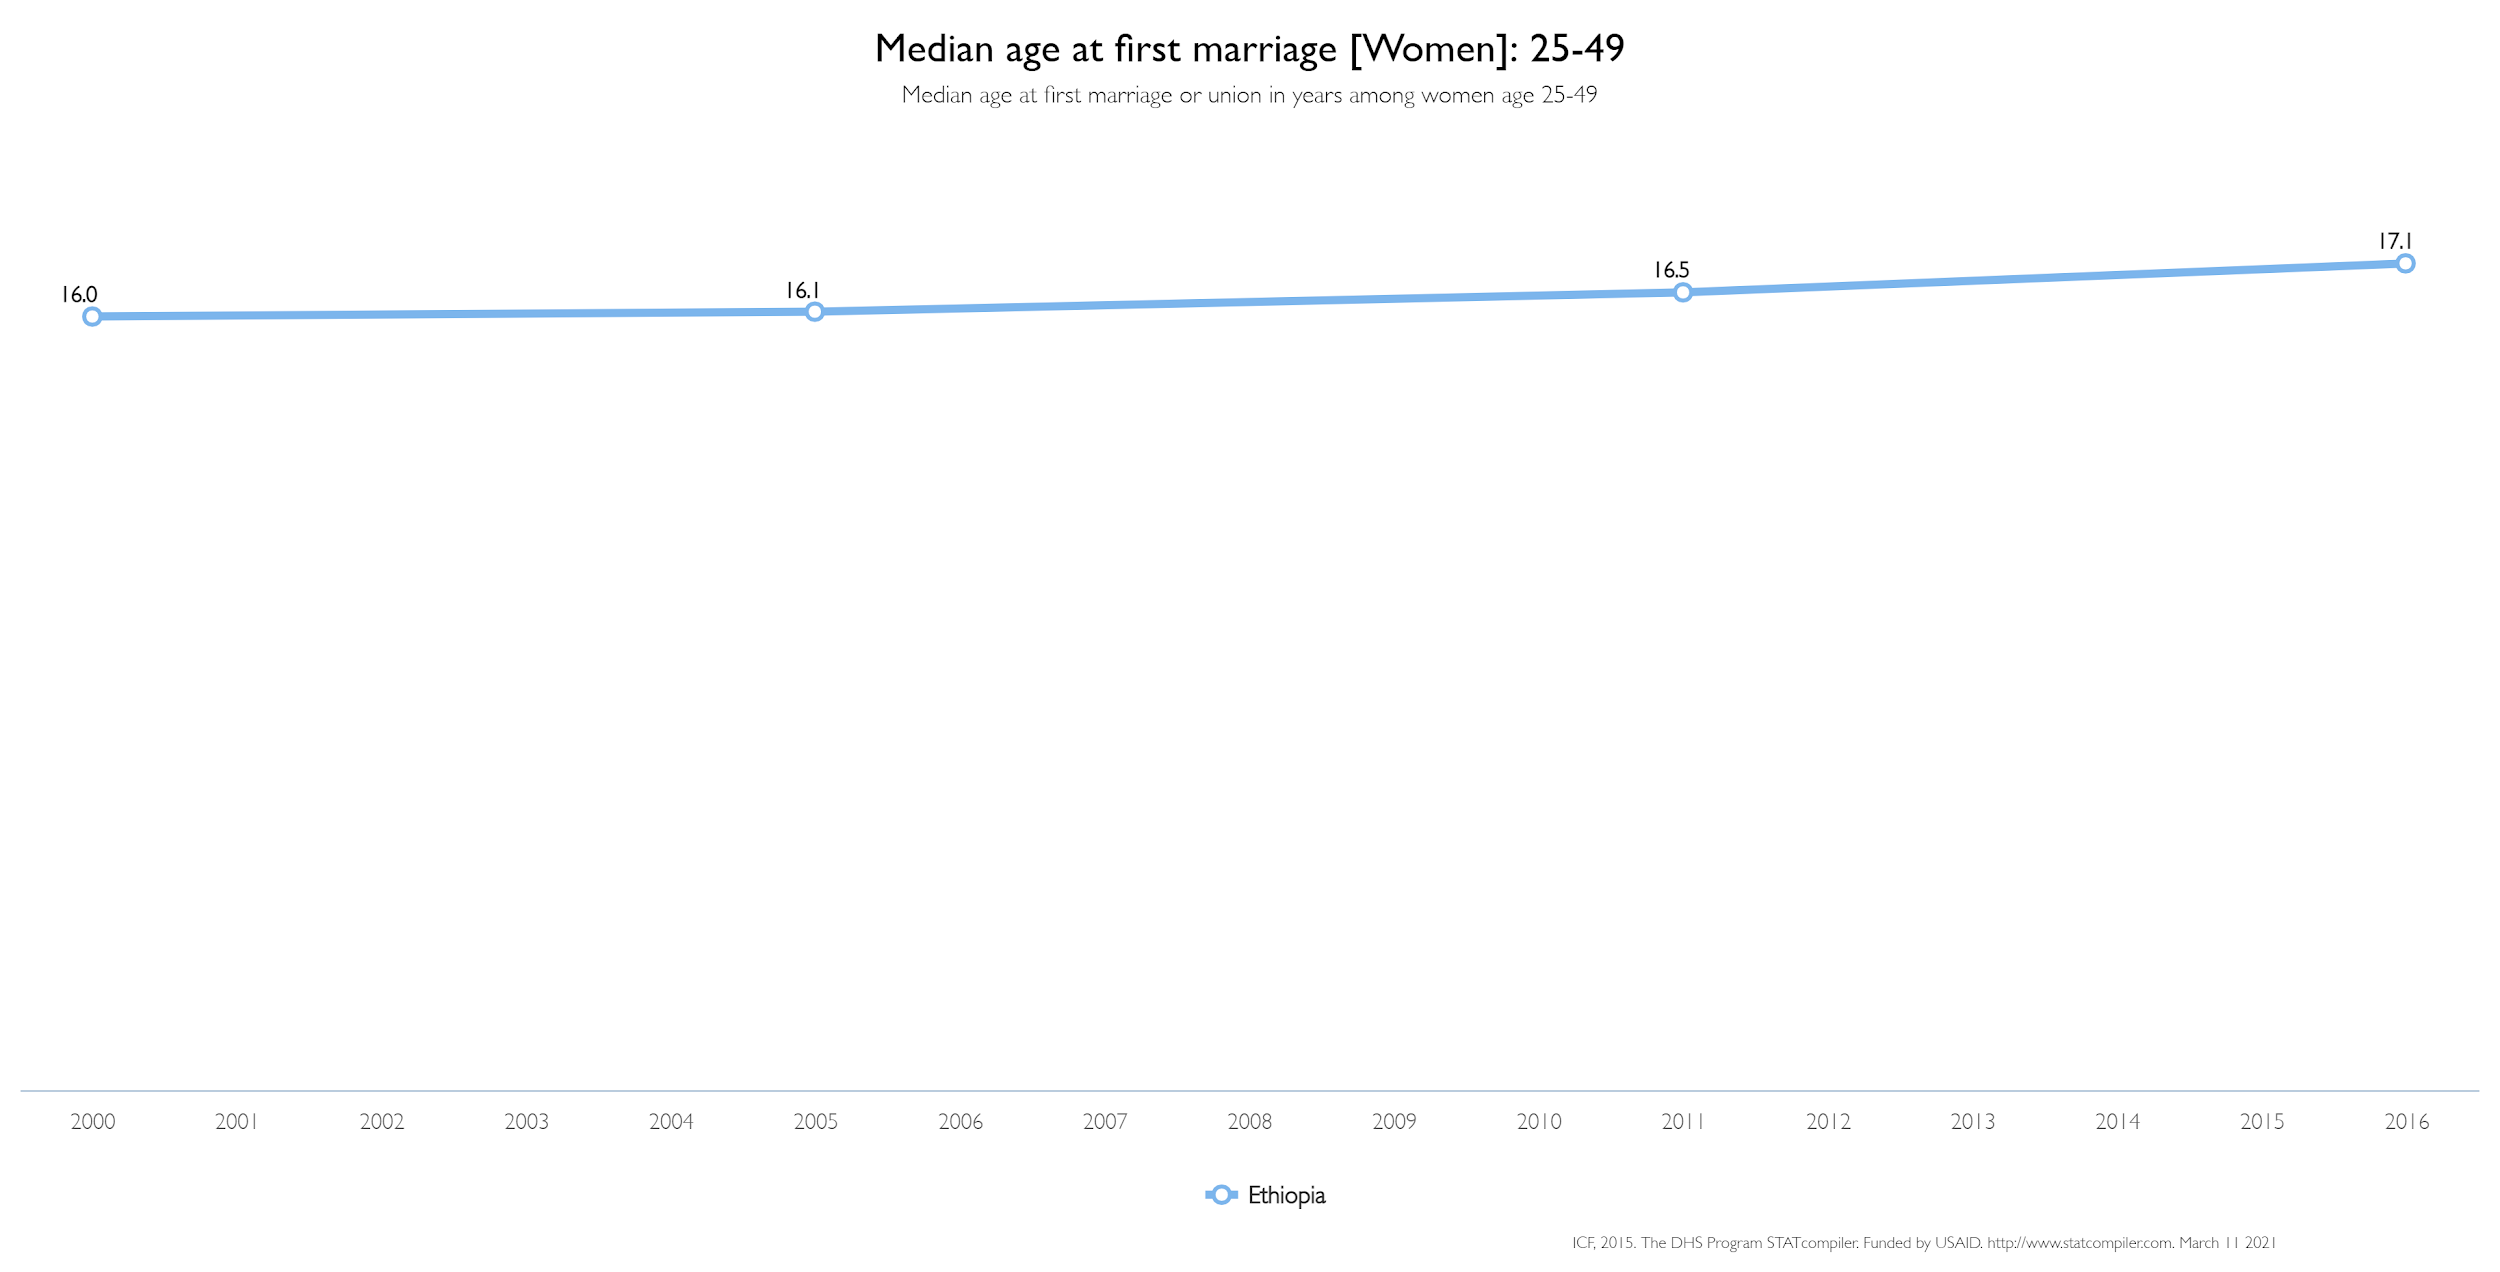 Median age at first marriage [Women]: 25-49
Median age at first marriage or union in years among women age 25-49
16.0
16.1
16.5
17.1
2000 2001 2002 2003 2004 2005 2006 2007 2008 2009 2010 2011 2012 2013 2014 2015 2016
Ethiopia
ICF, 2015. The DHS Program STATcompiler. Funded by USAID. http://www.statcompiler.com. March 11 2021